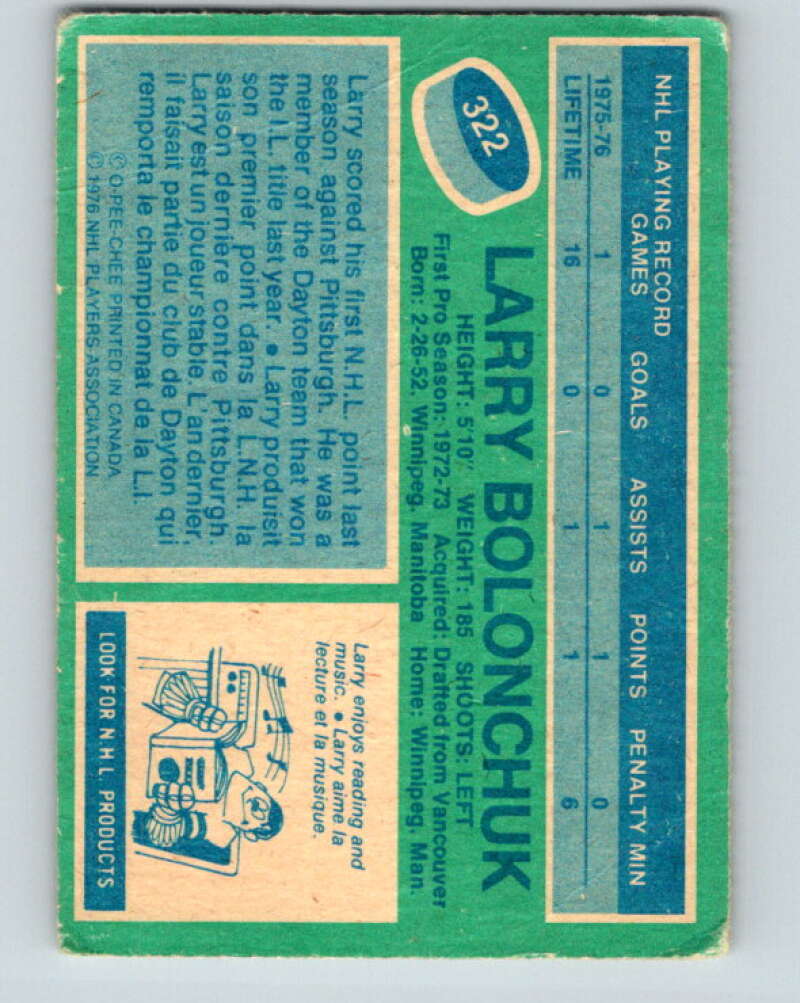 NHL PLAYING RECORD
GAMES GOALS ASSISTS POINTS PENALTY MIN
1975-76 1 0 1 1 0
LIFETIME 16 0 1 1 6
322
LARRY BOLONCHUK
HEIGHT: 5'10" WEIGHT: 185 SHOOTS: LEFT
First Pro Season: 1972-73 Acquired: Drafted from Vancouver
Born: 2-26-52. Winnipeg. Manitoba Home: Winnipeg. Man.
Larry scored his first N.H.L. point last
season against Pittsburgh. He was a
member of the Dayton team that won
the I.L. title last year. • Larry produisit
son premier point dans la L.N.H. la
saison derniere contre Pittsburgh.
Larry est un joueur stable. L'an dernier,
il faisait partie du club de Dayton qui
remporta le championnat de la L.I.
© O-PEE-CHEE PRINTED IN CANADA
© 1976 NHL PLAYERS ASSOCIATION
Larry enjoys reading and
music. • Larry aime la
lecture et la musique.
LOOK FOR N.H.L. PRODUCTS